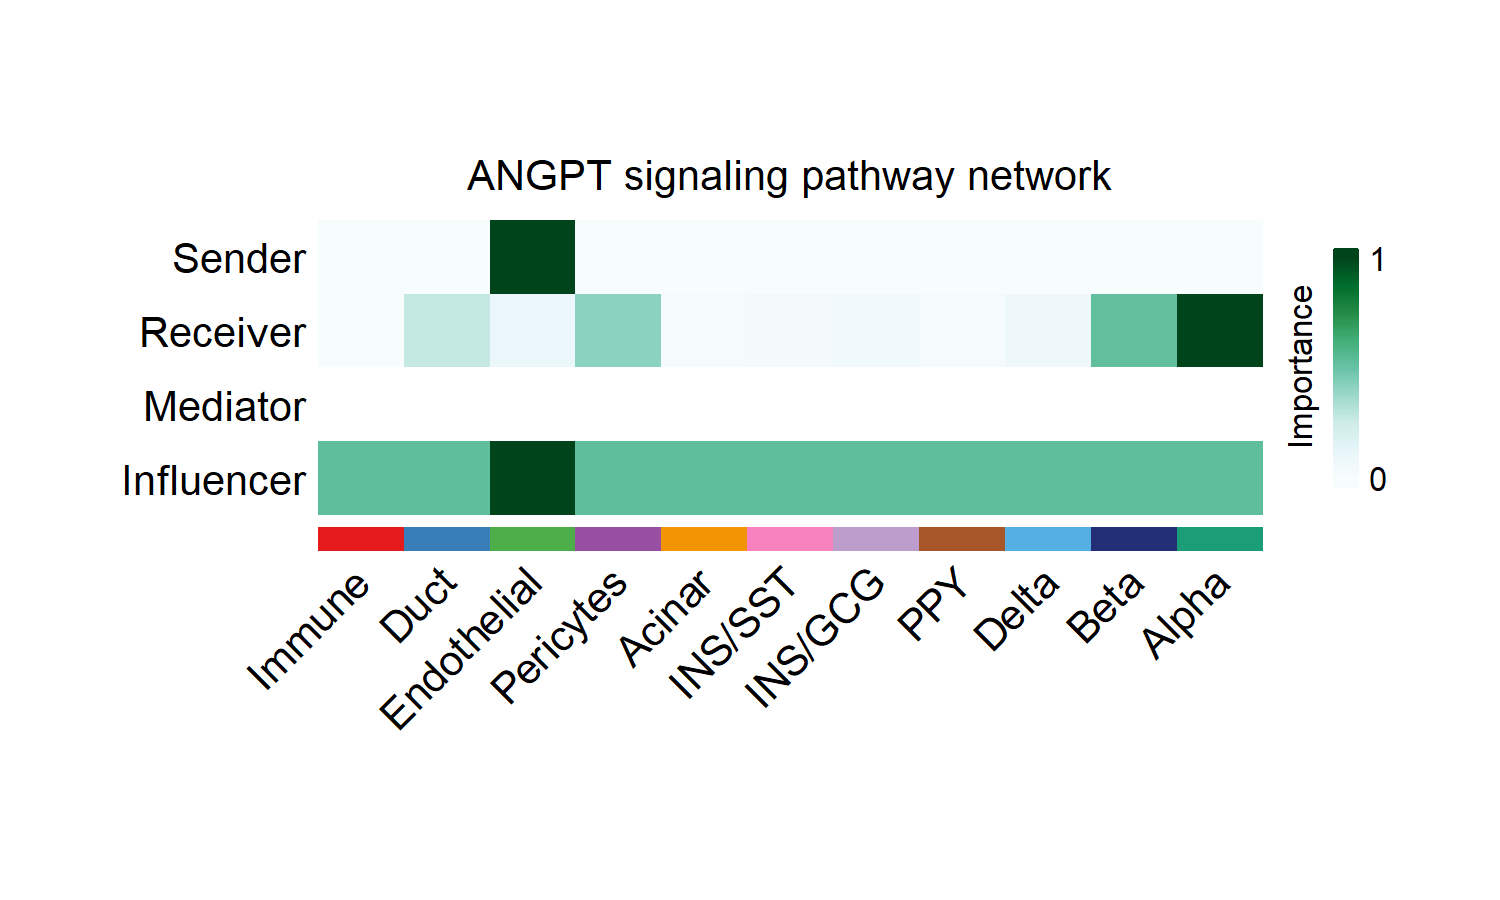 ANGPT signaling pathway network
Sender
Receiver
Mediator
Influencer
Immune
Duct
Endothelial
Pericytes
Acinar
INS/SST
INS/GCG
PPY
Delta
Beta
Alpha
Importance
1
0